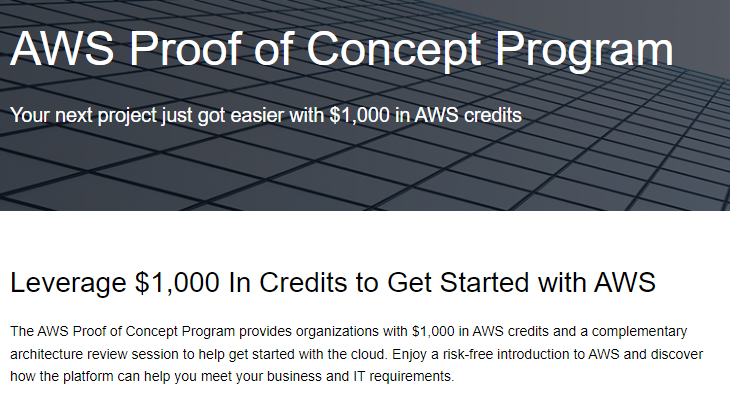 AWS Proof of Concept Program
Your next project just got easier with $1,000 in AWS credits
Leverage $1,000 In Credits to Get Started with AWS
The AWS Proof of Concept Program provides organizations with $1,000 in AWS credits and a complementary
architecture review session to help get started with the cloud. Enjoy a risk-free introduction to AWS and discover
how the platform can help you meet your business and IT requirements.